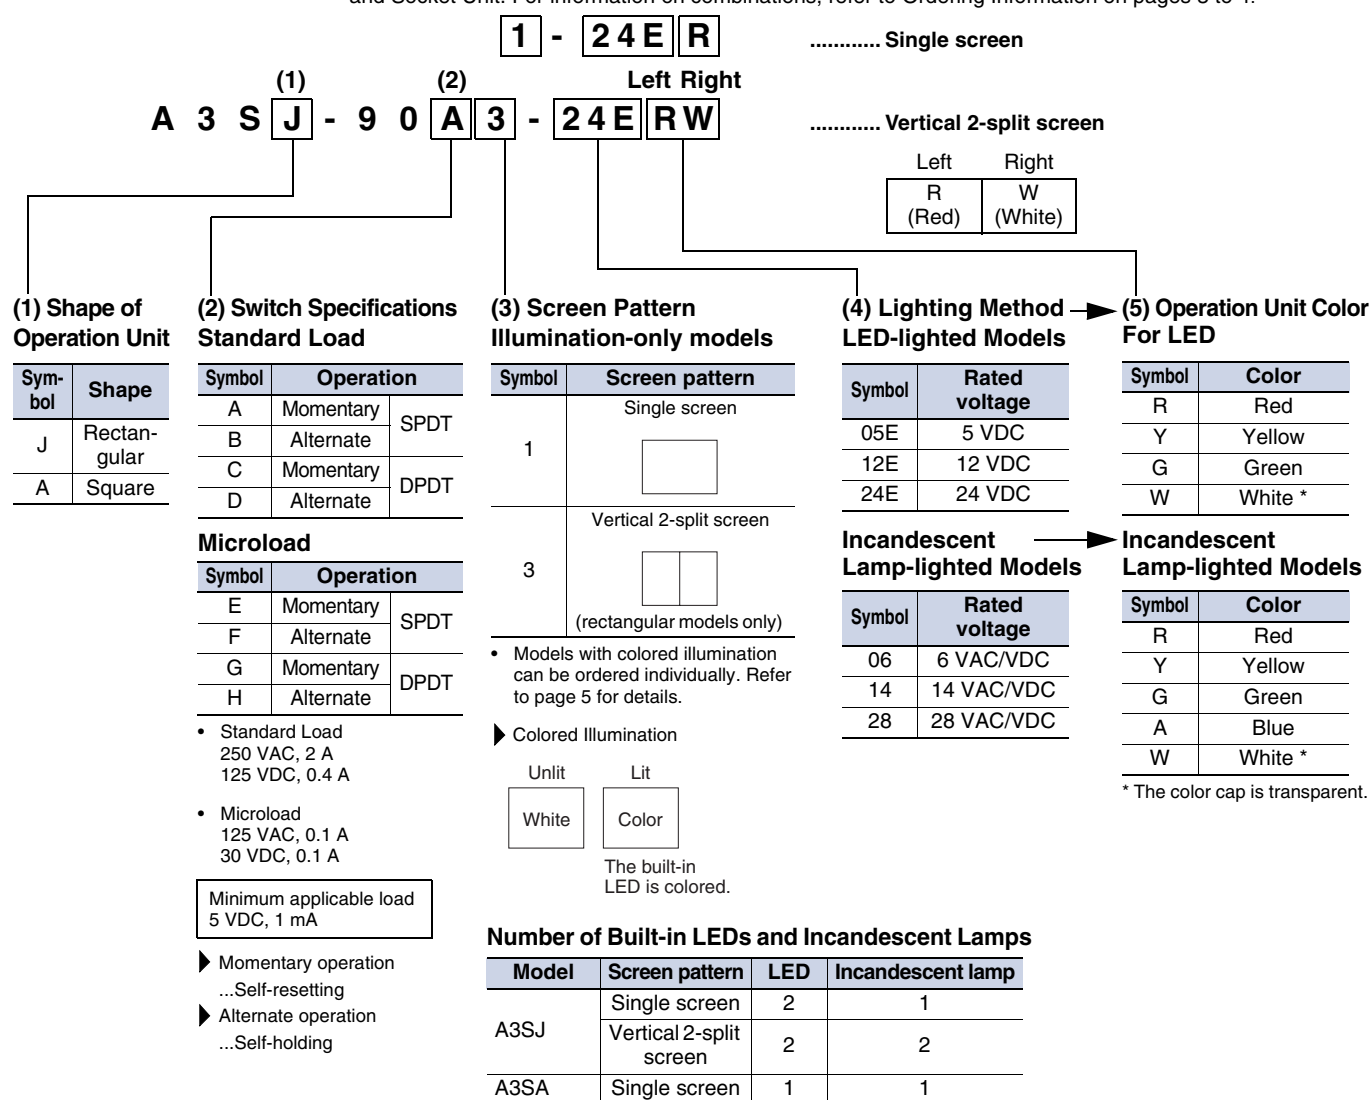 and Socket Unit. For information on combinations, refer to Ordering Information on pages 3 to 4.
1 - 24E R ............ Single screen
(1) (2) Left Right
A 3 S J - 9 0 A 3 - 24E RW ............ Vertical 2-split screen
Left Right
R W
(Red) (White)
(1) Shape of
Operation Unit
Sym-
bol Shape
J Rectan-
gular
A Square
(2) Switch Specifications
Standard Load
Symbol Operation
A Momentary SPDT
B Alternate
C Momentary DPDT
D Alternate
Microload
Symbol Operation
E Momentary SPDT
F Alternate
G Momentary DPDT
H Alternate
• Standard Load
250 VAC, 2 A
125 VDC, 0.4 A
• Microload
125 VAC, 0.1 A
30 VDC, 0.1 A
Minimum applicable load
5 VDC, 1 mA
Momentary operation
...Self-resetting
Alternate operation
...Self-holding
(3) Screen Pattern
Illumination-only models
Symbol Screen pattern
1 Single screen
3 Vertical 2-split screen
(rectangular models only)
• Models with colored illumination
can be ordered individually. Refer
to page 5 for details.
Colored Illumination
Unlit Lit
White Color
The built-in
LED is colored.
(4) Lighting Method
LED-lighted Models
Symbol Rated
voltage
05E 5 VDC
12E 12 VDC
24E 24 VDC
Incandescent
Lamp-lighted Models
Symbol Rated
voltage
06 6 VAC/VDC
14 14 VAC/VDC
28 28 VAC/VDC
(5) Operation Unit Color
For LED
Symbol Color
R Red
Y Yellow
G Green
W White *
Incandescent
Lamp-lighted Models
Symbol Color
R Red
Y Yellow
G Green
A Blue
W White *
* The color cap is transparent.
Number of Built-in LEDs and Incandescent Lamps
Model Screen pattern LED Incandescent lamp
A3SJ Single screen 2 1
Vertical 2-split
screen 2 2
A3SA Single screen 1 1